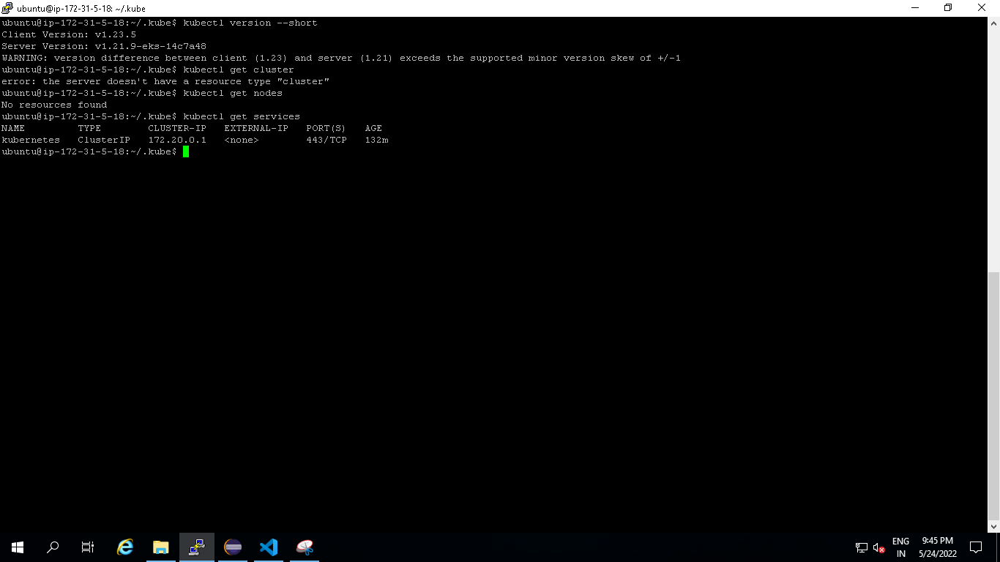 ubuntu@ip-172-31-5-18: ~/.kube
ubuntu@ip-172-31-5-18:~/.kube$ kubectl version --short
Client Version: v1.23.5
Server Version: v1.21.9-eks-14c7a48
WARNING: version difference between client (1.23) and server (1.21) exceeds the supported minor version skew of +/-1
ubuntu@ip-172-31-5-18:~/.kube$ kubectl get cluster
error: the server doesn't have a resource type "cluster"
ubuntu@ip-172-31-5-18:~/.kube$ kubectl get nodes
No resources found
ubuntu@ip-172-31-5-18:~/.kube$ kubectl get services
NAME         TYPE        CLUSTER-IP   EXTERNAL-IP   PORT(S)   AGE
kubernetes   ClusterIP   172.20.0.1   <none>        443/TCP   132m
ubuntu@ip-172-31-5-18:~/.kube$
ENG
IN
9:45 PM
5/24/2022